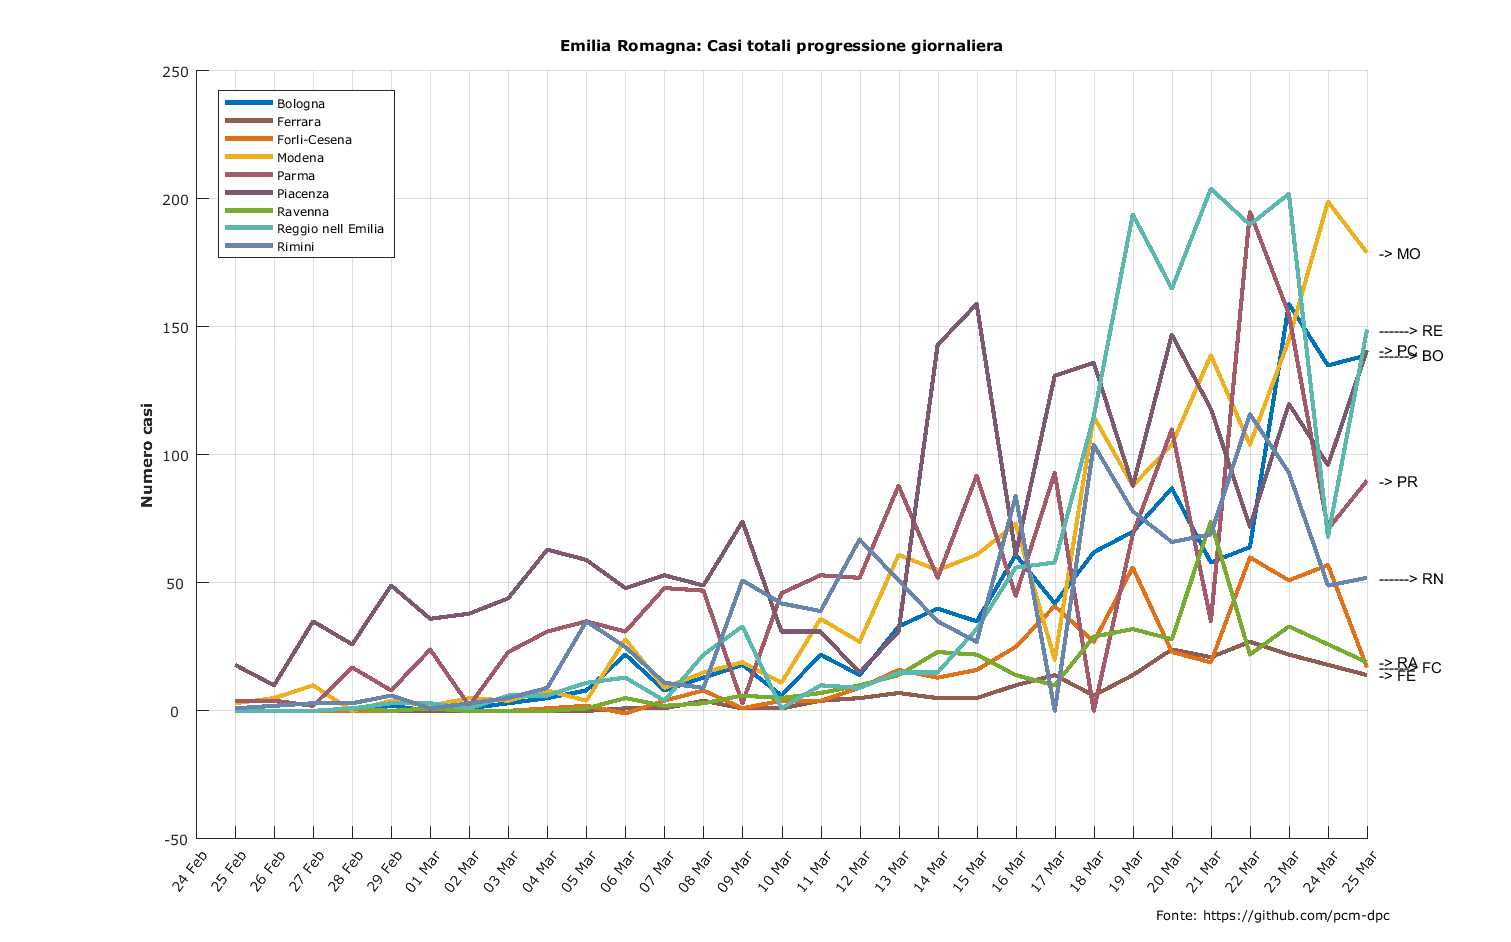 Emilia Romagna: Casi totali progressione giornaliera
250
200
150
100
50
0
-50
Numero casi
Bologna
Ferrara
Forli-Cesena
Modena
Parma
Piacenza
Ravenna
Reggio nell Emilia
Rimini
-> MO
------> RE
-> PC
------> BO
-> PR
------> RN
-> RA
------> FC
-> FE
24 Feb
25 Feb
26 Feb
27 Feb
28 Feb
29 Feb
01 Mar
02 Mar
03 Mar
04 Mar
05 Mar
06 Mar
07 Mar
08 Mar
09 Mar
10 Mar
11 Mar
12 Mar
13 Mar
14 Mar
15 Mar
16 Mar
17 Mar
18 Mar
19 Mar
20 Mar
21 Mar
22 Mar
23 Mar
24 Mar
25 Mar
Fonte: https://github.com/pcm-dpc